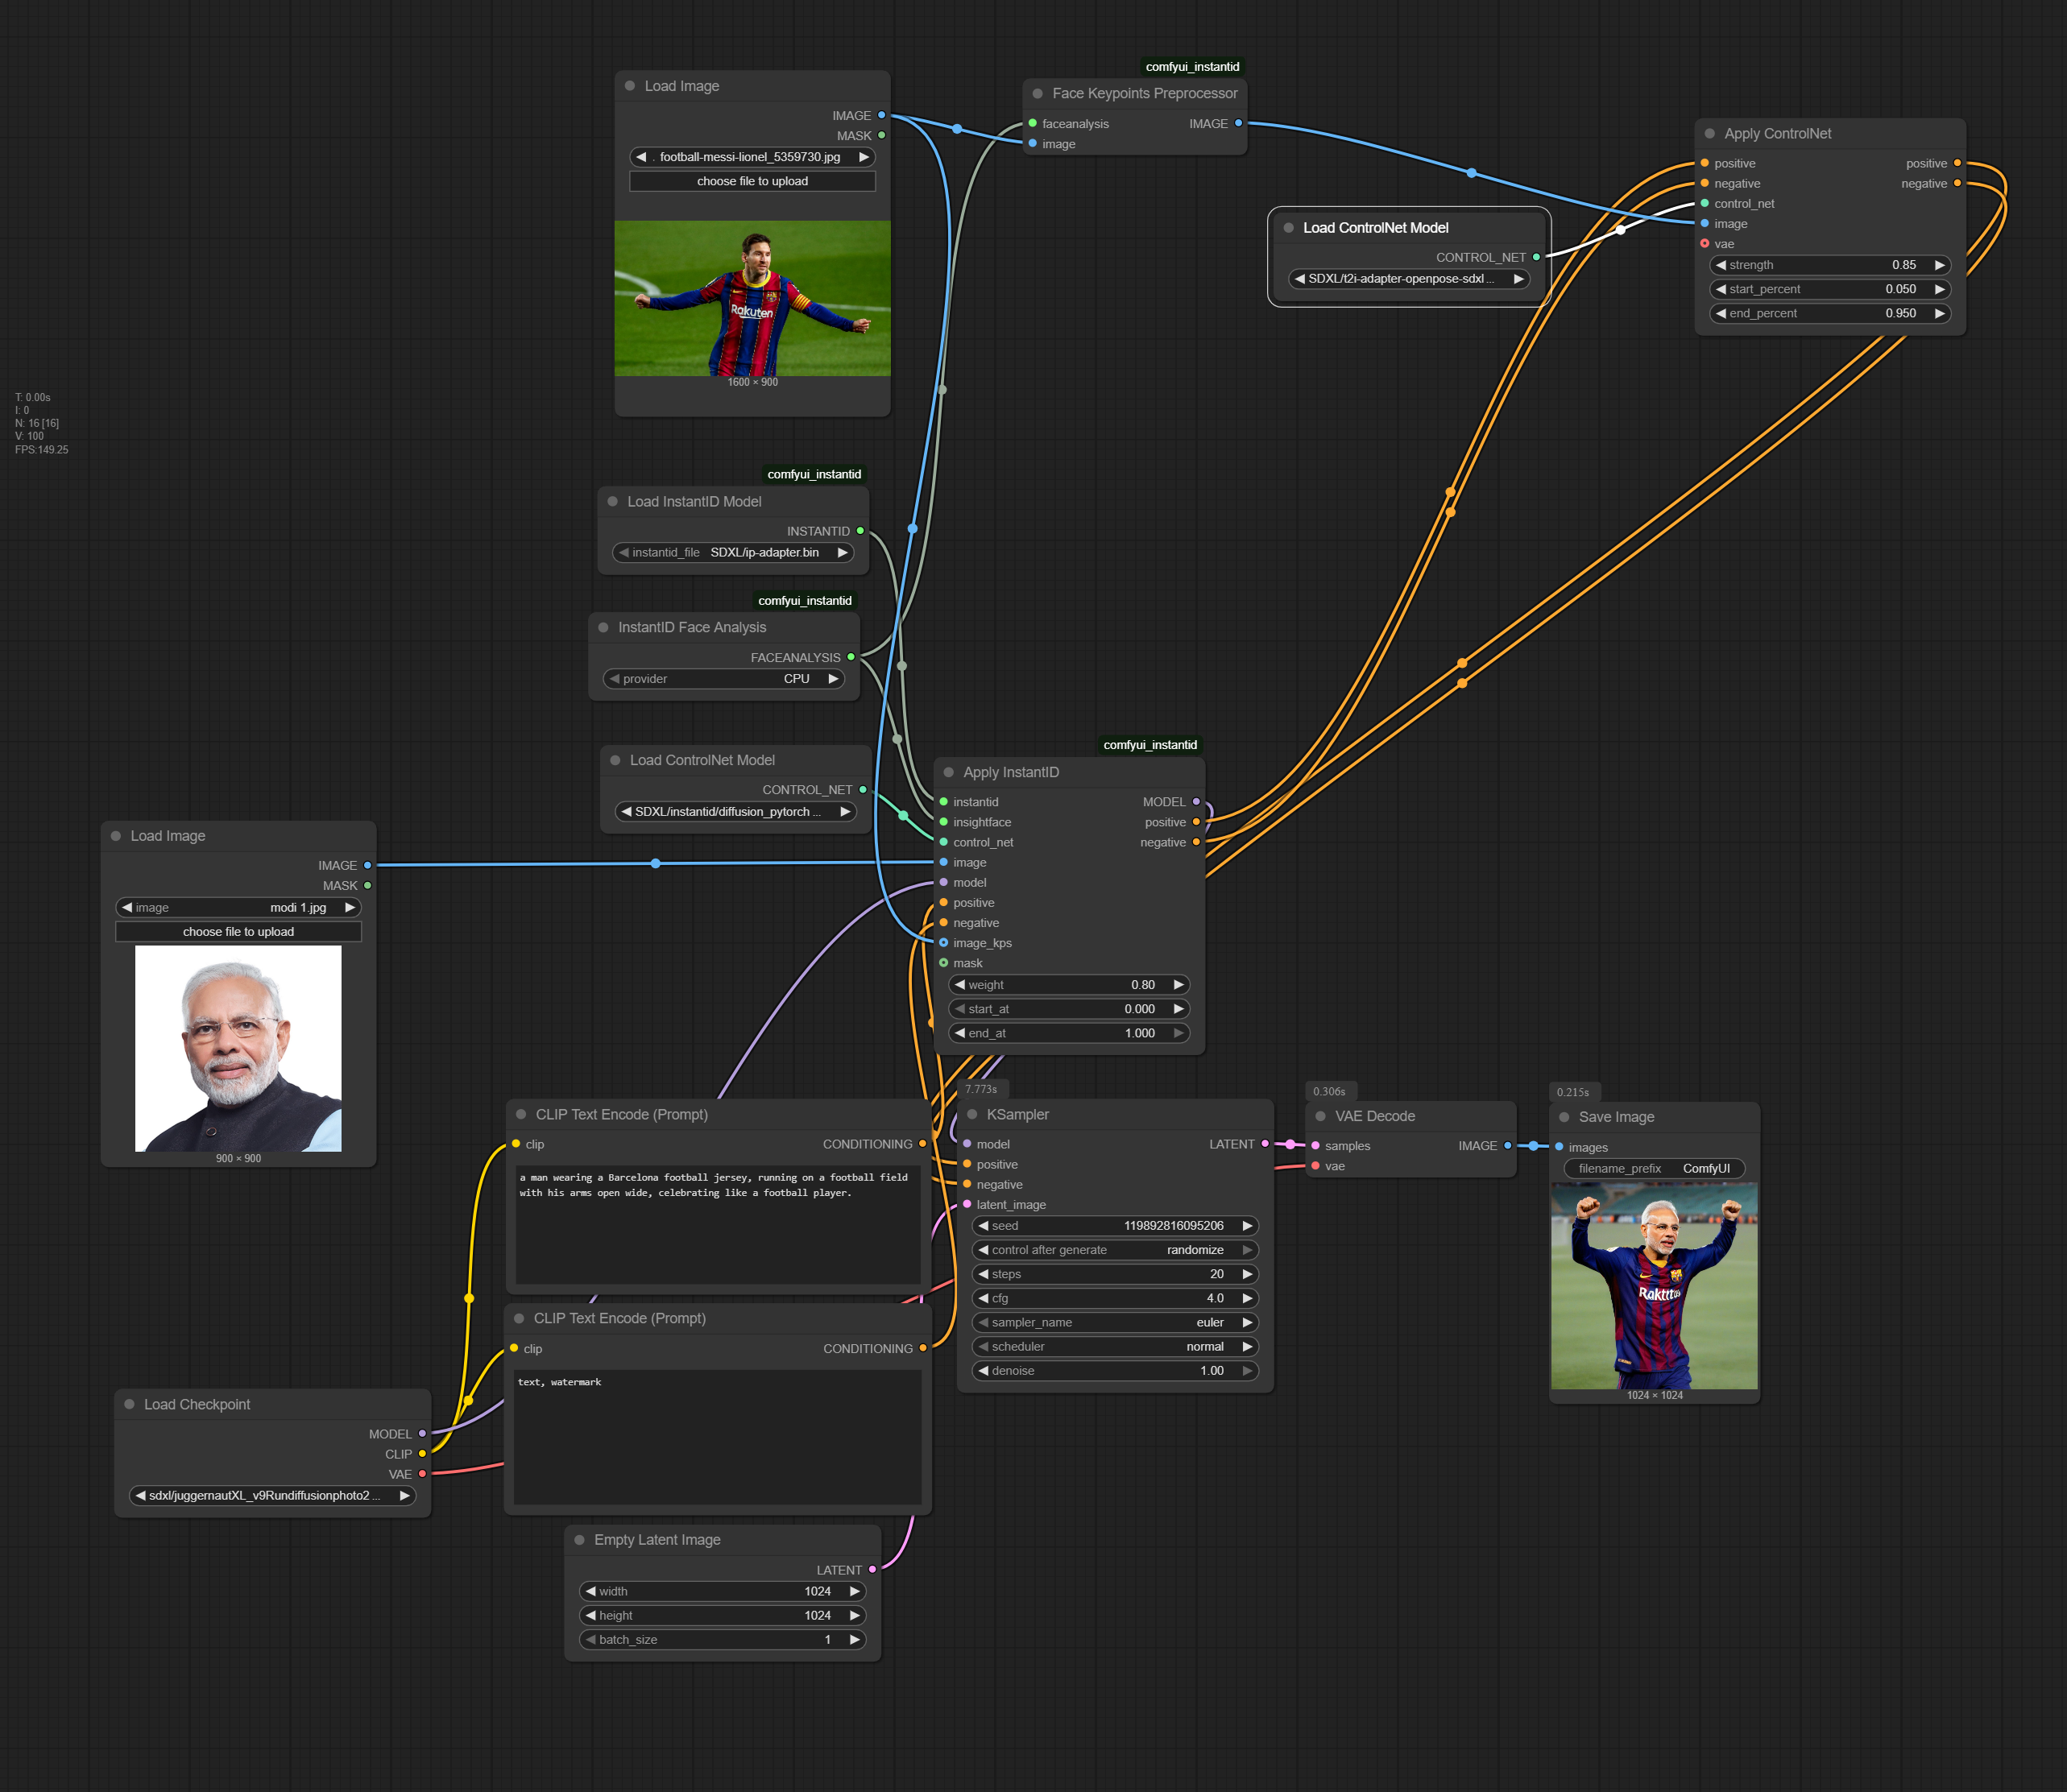 comfyui_instantid
Load Image
IMAGE
MASK
. football-messi-lionel_5359730.jpg
choose file to upload
Rakuten
1600 × 900
Face Keypoints Preprocessor
faceanalysis IMAGE
image
Apply ControlNet
positive positive
negative negative
control_net
image
vae
strength 0.85
start_percent 0.050
end_percent 0.950
Load ControlNet Model
CONTROL_NET
SDXL/t2i-adapter-openpose-sdxl ...
T: 0.00s
I: 0
N: 16 [16]
V: 100
FPS:149.25
comfyui_instantid
Load InstantID Model
INSTANTID
instantid_file SDXL/ip-adapter.bin
comfyui_instantid
InstantID Face Analysis
FACEANALYSIS
provider CPU
Load ControlNet Model
CONTROL_NET
SDXL/instantid/diffusion_pytorch ...
comfyui_instantid
Apply InstantID
instantid MODEL
insightface positive
control_net negative
image
model
positive
negative
image_kps
mask
weight 0.80
start_at 0.000
end_at 1.000
Load Image
IMAGE
MASK
image modi 1.jpg
choose file to upload
900 × 900
CLIP Text Encode (Prompt)
clip CONDITIONING
a man wearing a Barcelona football jersey, running on a football field
with his arms open wide, celebrating like a football player.
CLIP Text Encode (Prompt)
clip CONDITIONING
text, watermark
7.773s
KSampler
model LATENT
positive
negative
latent_image
seed 119892816095206
control after generate randomize
steps 20
cfg 4.0
sampler_name euler
scheduler normal
denoise 1.00
0.306s
VAE Decode
samples IMAGE
vae
0.215s
Save Image
images
filename_prefix ComfyUI
1024 × 1024
Load Checkpoint
MODEL
CLIP
VAE
sdxl/juggernautXL_v9Rundiffusionphoto2 ...
Empty Latent Image
LATENT
width 1024
height 1024
batch_size 1